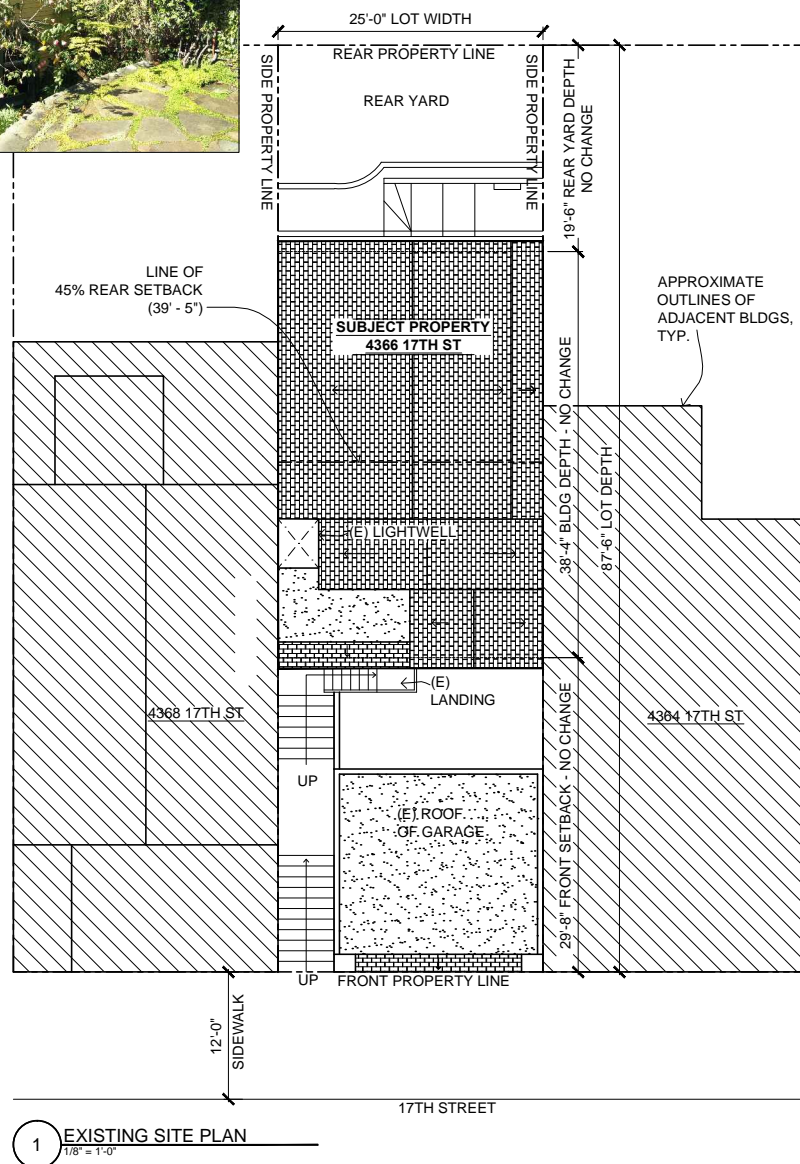 25'-0" LOT WIDTH
REAR PROPERTY LINE
SIDE PROPERTY LINE
SIDE PROPERTY LINE
REAR YARD
19'-6" REAR YARD DEPTH
NO CHANGE
LINE OF
45% REAR SETBACK
(39' - 5")
SUBJECT PROPERTY
4366 17TH ST
APPROXIMATE
OUTLINES OF
ADJACENT BLDGS,
TYP.
38'-4" BLDG DEPTH - NO CHANGE
87'-6" LOT DEPTH
(E) LIGHTWELL
(E)
LANDING
4368 17TH ST
4364 17TH ST
UP
(E) ROOF
OF GARAGE
29'-8" FRONT SETBACK - NO CHANGE
UP
FRONT PROPERTY LINE
12'-0"
SIDEWALK
17TH STREET
1
EXISTING SITE PLAN
1/8" = 1'-0"